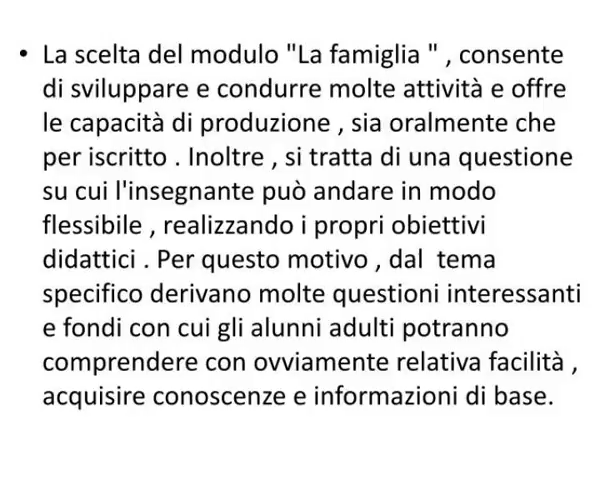 • La scelta del modulo "La famiglia " , consente
di sviluppare e condurre molte attività e offre
le capacità di produzione , sia oralmente che
per iscritto . Inoltre , si tratta di una questione
su cui l'insegnante può andare in modo
flessibile , realizzando i propri obiettivi
didattici . Per questo motivo , dal  tema
specifico derivano molte questioni interessanti
e fondi con cui gli alunni adulti potranno
comprendere con ovviamente relativa facilità ,
acquisire conoscenze e informazioni di base.